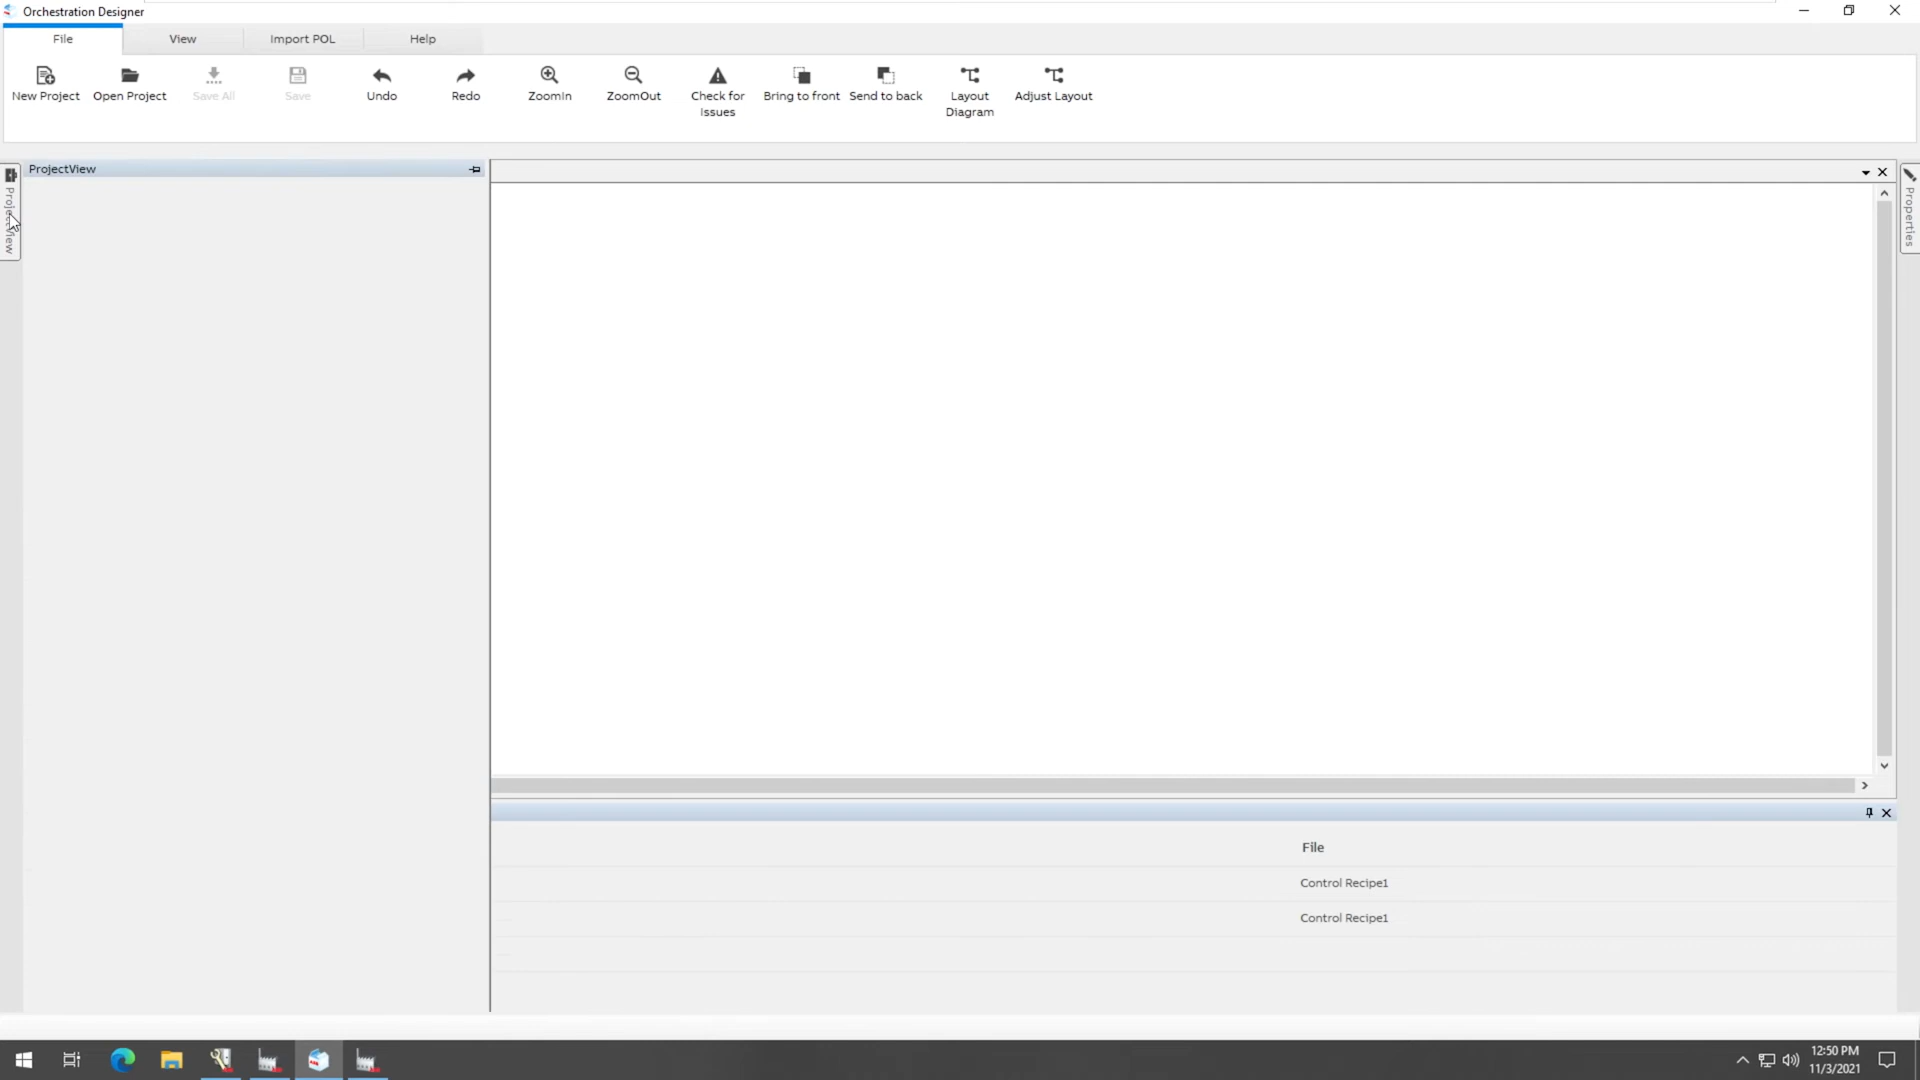 Orchestration Designer
File
View
Import POL
Help
New Project
Open Project
Save All
Save
Undo
Redo
ZoomIn
ZoomOut
Check for
Issues
Bring to front
Send to back
Layout
Diagram
Adjust Layout
ProjectView
ProjectView
Properties
File
Control Recipe1
Control Recipe1
12:50 PM
11/3/2021